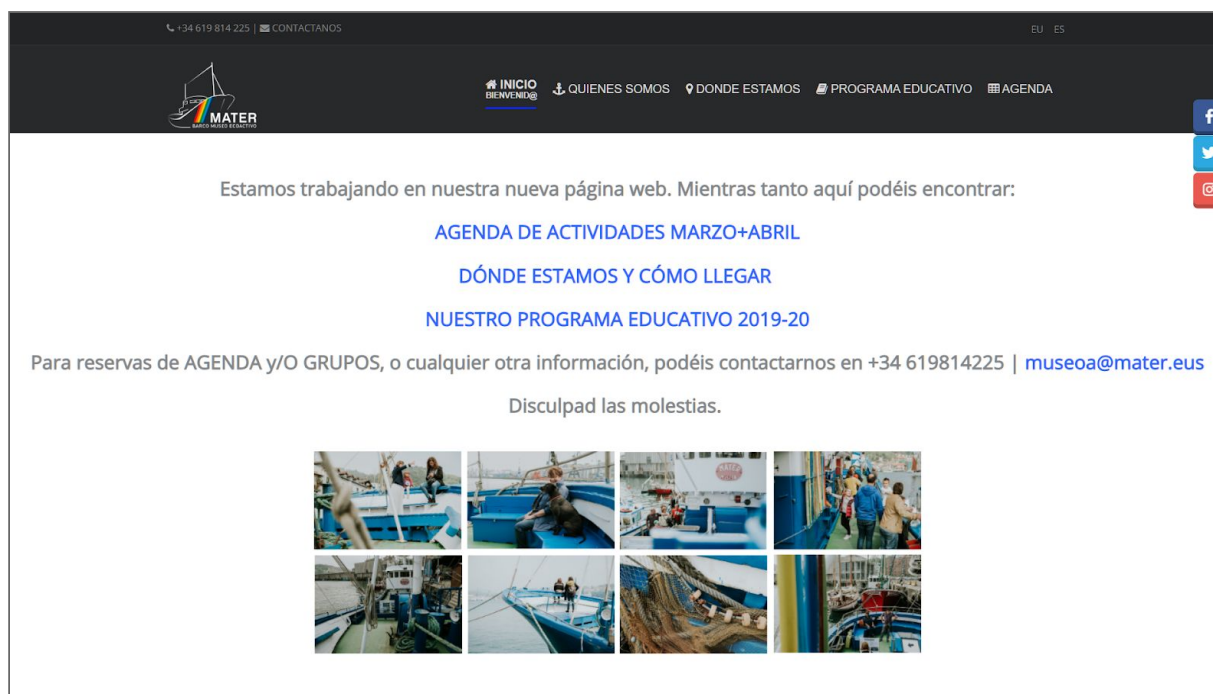 +34 619 814 225 | CONTACTANOS
EU ES
MATER
BARCO MUSEO ECOACTIVO
INICIO
BIENVENID@
QUIENES SOMOS
DONDE ESTAMOS
PROGRAMA EDUCATIVO
AGENDA
Estamos trabajando en nuestra nueva página web. Mientras tanto aquí podéis encontrar:
AGENDA DE ACTIVIDADES MARZO+ABRIL
DÓNDE ESTAMOS Y CÓMO LLEGAR
NUESTRO PROGRAMA EDUCATIVO 2019-20
Para reservas de AGENDA y/O GRUPOS, o cualquier otra información, podéis contactarnos en +34 619814225 | museoa@mater.eus
Disculpad las molestias.